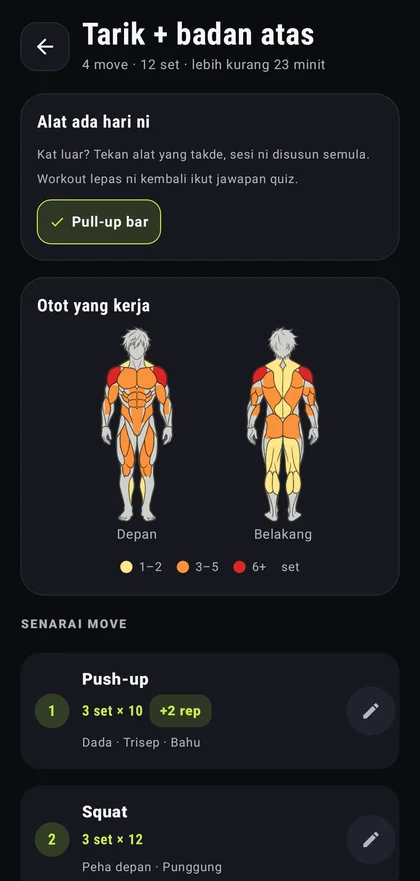 Tarik + badan atas
4 move · 12 set · lebih kurang 23 minit
Alat ada hari ni
Kat luar? Tekan alat yang takde, sesi ni disusun semula.
Workout lepas ni kembali ikut jawapan quiz.
Pull-up bar
Otot yang kerja
Depan
Belakang
1–2
3–5
6+
set
SENARAI MOVE
Push-up
1
3 set × 10
+2 rep
Dada · Trisep · Bahu
Squat
2
3 set × 12
Peha depan · Punggung